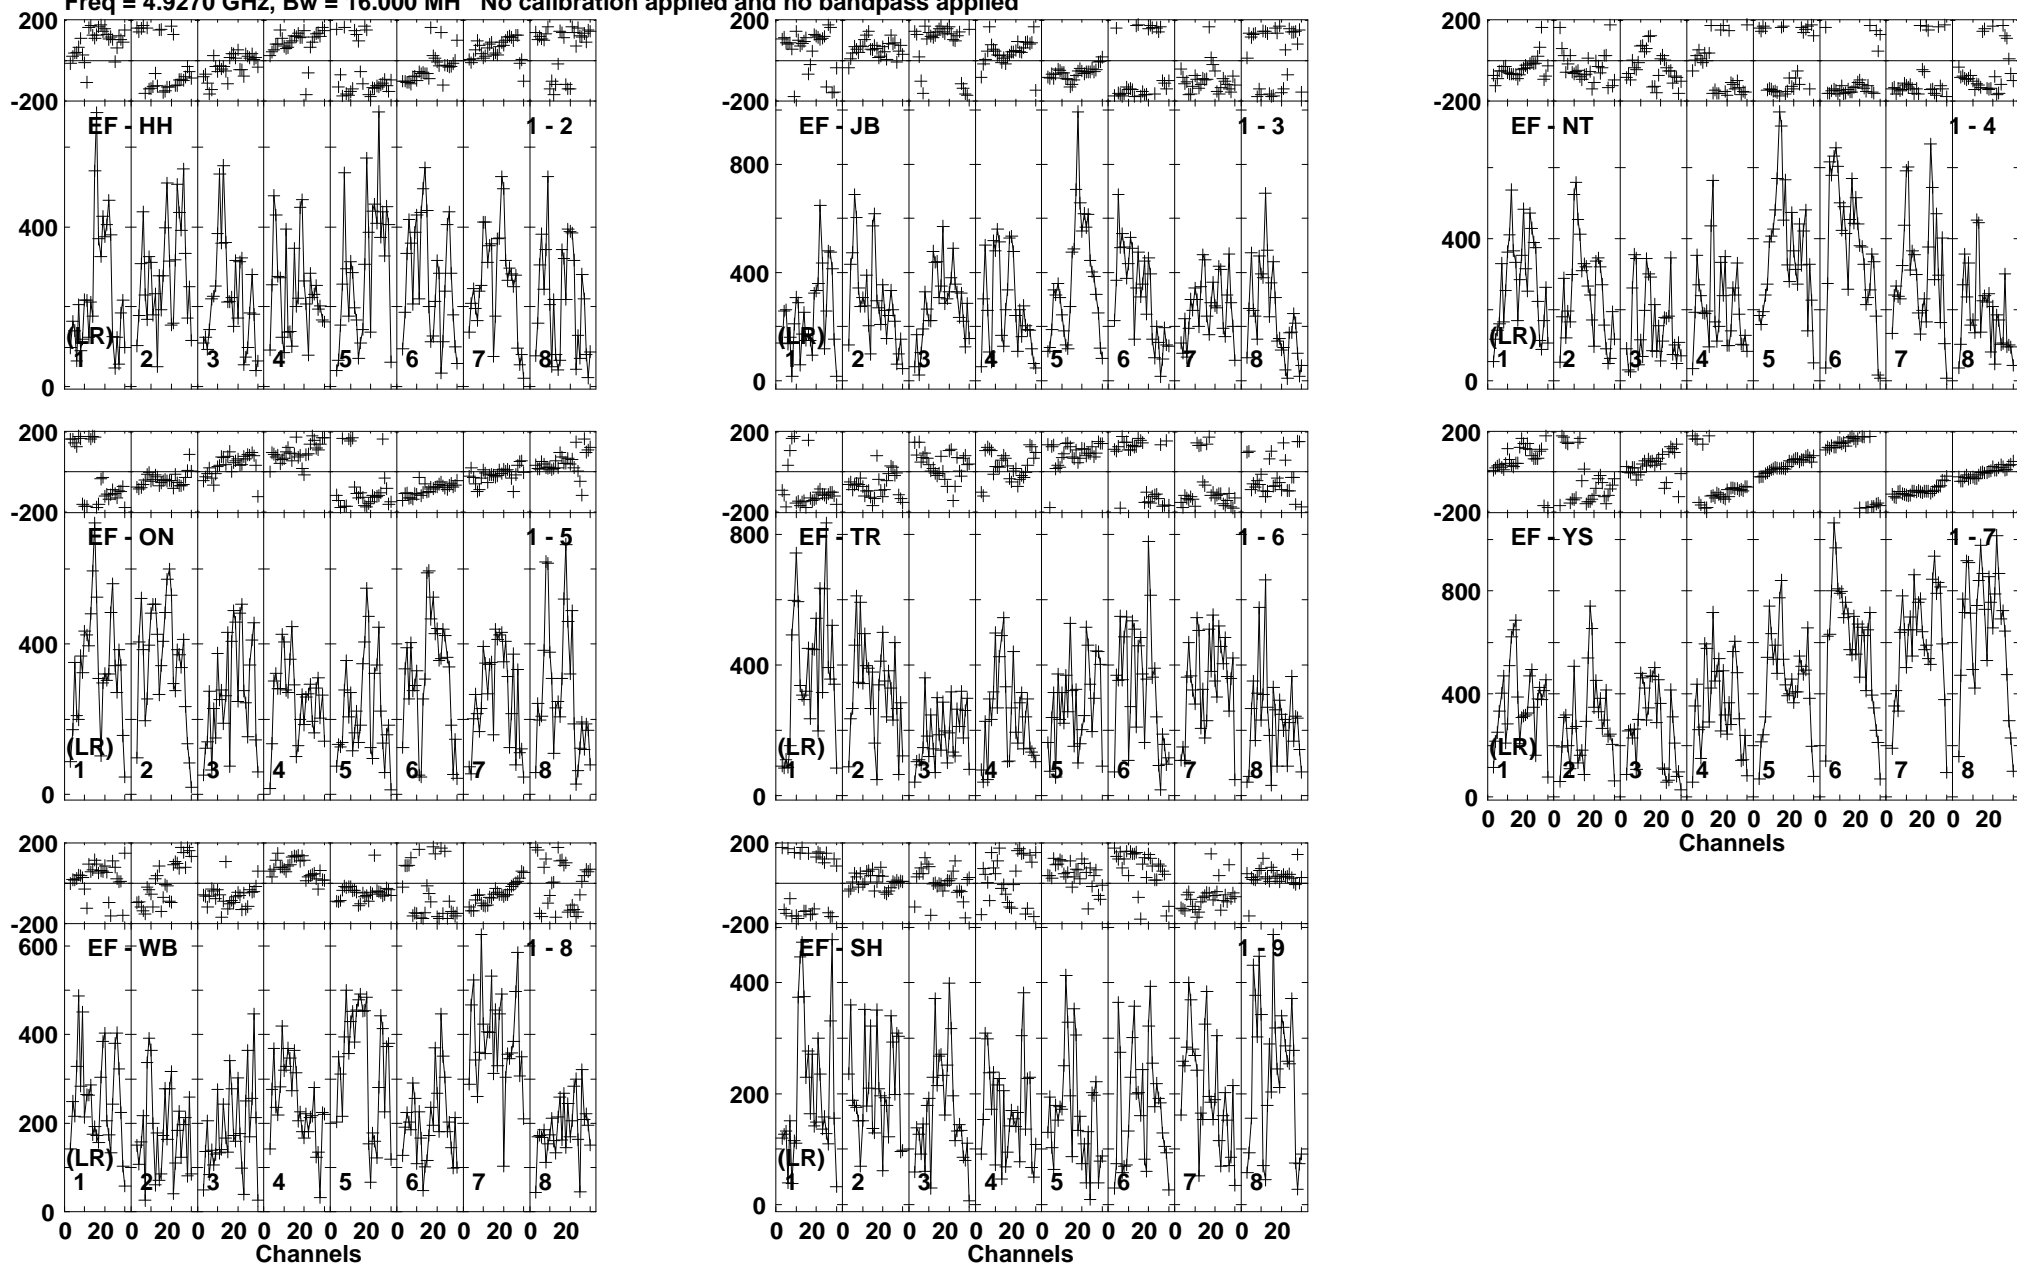 Freq = 4.9270 GHz, Bw = 16.000 MH No calibration applied and no bandpass applied
200
-200
EF - HH 1 - 2
400
0
(LR)
1 2 3 4 5 6 7 8
200
-200
EF - JB 1 - 3
800
400
0
(LR)
1 2 3 4 5 6 7 8
200
-200
EF - NT 1 - 4
400
0
(LR)
1 2 3 4 5 6 7 8
200
-200
EF - ON 1 - 5
400
0
(LR)
1 2 3 4 5 6 7 8
200
-200
EF - TR 1 - 6
800
400
0
(LR)
1 2 3 4 5 6 7 8
200
-200
EF - YS 1 - 7
800
400
0
(LR)
1 2 3 4 5 6 7 8
0 20 0 20 0 20 0 20 0 20 0 20 0 20 0 20
Channels
200
-200
EF - WB 1 - 8
600
400
200
0
(LR)
1 2 3 4 5 6 7 8
0 20 0 20 0 20 0 20 0 20 0 20 0 20 0 20
Channels
200
-200
EF - SH 1 - 9
400
200
0
(LR)
1 2 3 4 5 6 7 8
0 20 0 20 0 20 0 20 0 20 0 20 0 20 0 20
Channels